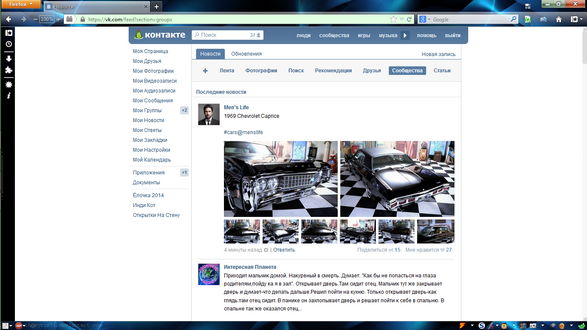 Firefox
https://vk.com/feed?section=groups
Google
контакте
Поиск
люди сообщества игры музыка помощь выйти
Новости Обновления Новая запись
Лента Фотографии Поиск Рекомендации Друзья Сообщества Статьи
Последние новости
Моя Страница
Мои Друзья
Мои Фотографии
Мои Видеозаписи
Мои Аудиозаписи
Мои Сообщения
Мои Группы +2
Мои Новости
Мои Ответы
Мои Закладки
Мои Настройки
Мой Календарь
Приложения +1
Документы
Ёлочка 2014
Инди Кот
Открытки На Стену
Men's Life
1969 Chevrolet Caprice
#cars@menslife
4 минуты назад | Ответить Поделиться 15 Мне нравится 27
Интересная Планета
Приходит мальчик домой. Накуренный в смерть. Думает: "Как бы не попасться на глаза
родителям,пойду ка я в зал". Открывает дверь.Там сидит отец. Мальчик тут же закрывает
дверь и думает-что делать дальше.Решил пойти на кухню. Только открывает дверь-как
глядь:там отец сидит. В панике он захлопывает дверь и решает пойти к себе в спальню. В
спальне так же оказался отец...